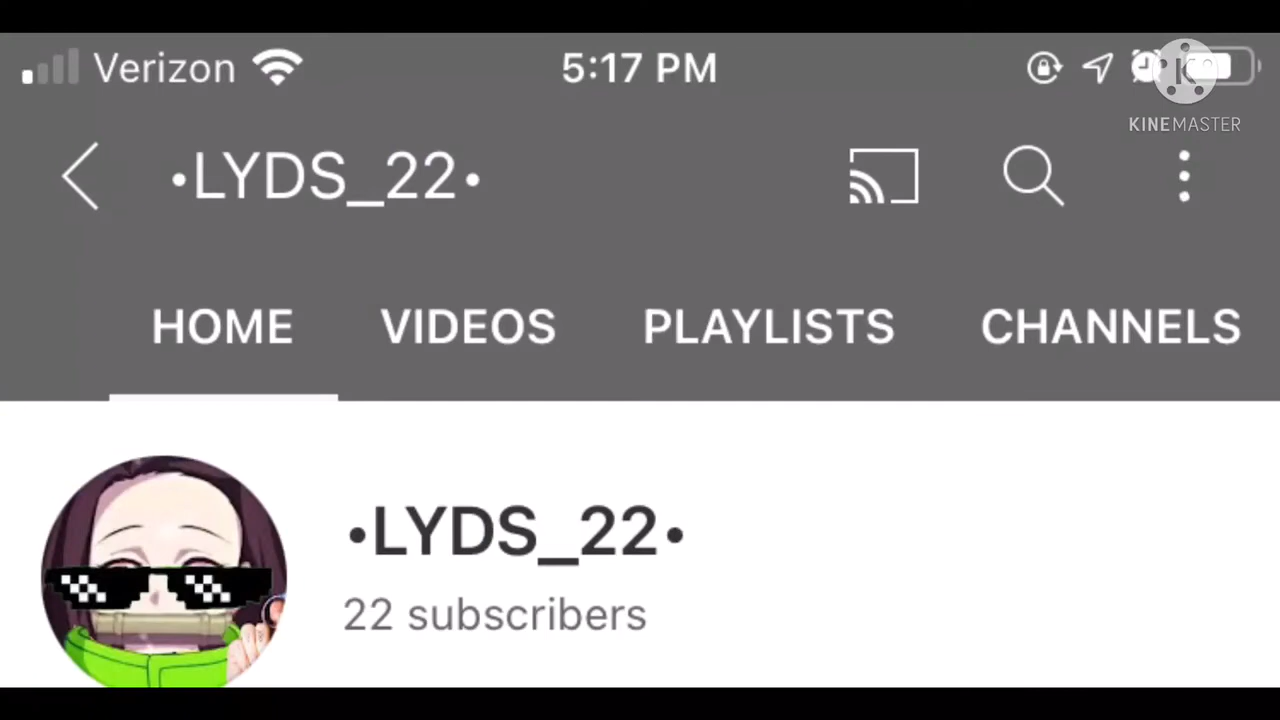 Verizon 5:17 PM
K
KINEMASTER
•LYDS_22•
HOME VIDEOS PLAYLISTS CHANNELS
•LYDS_22•
22 subscribers